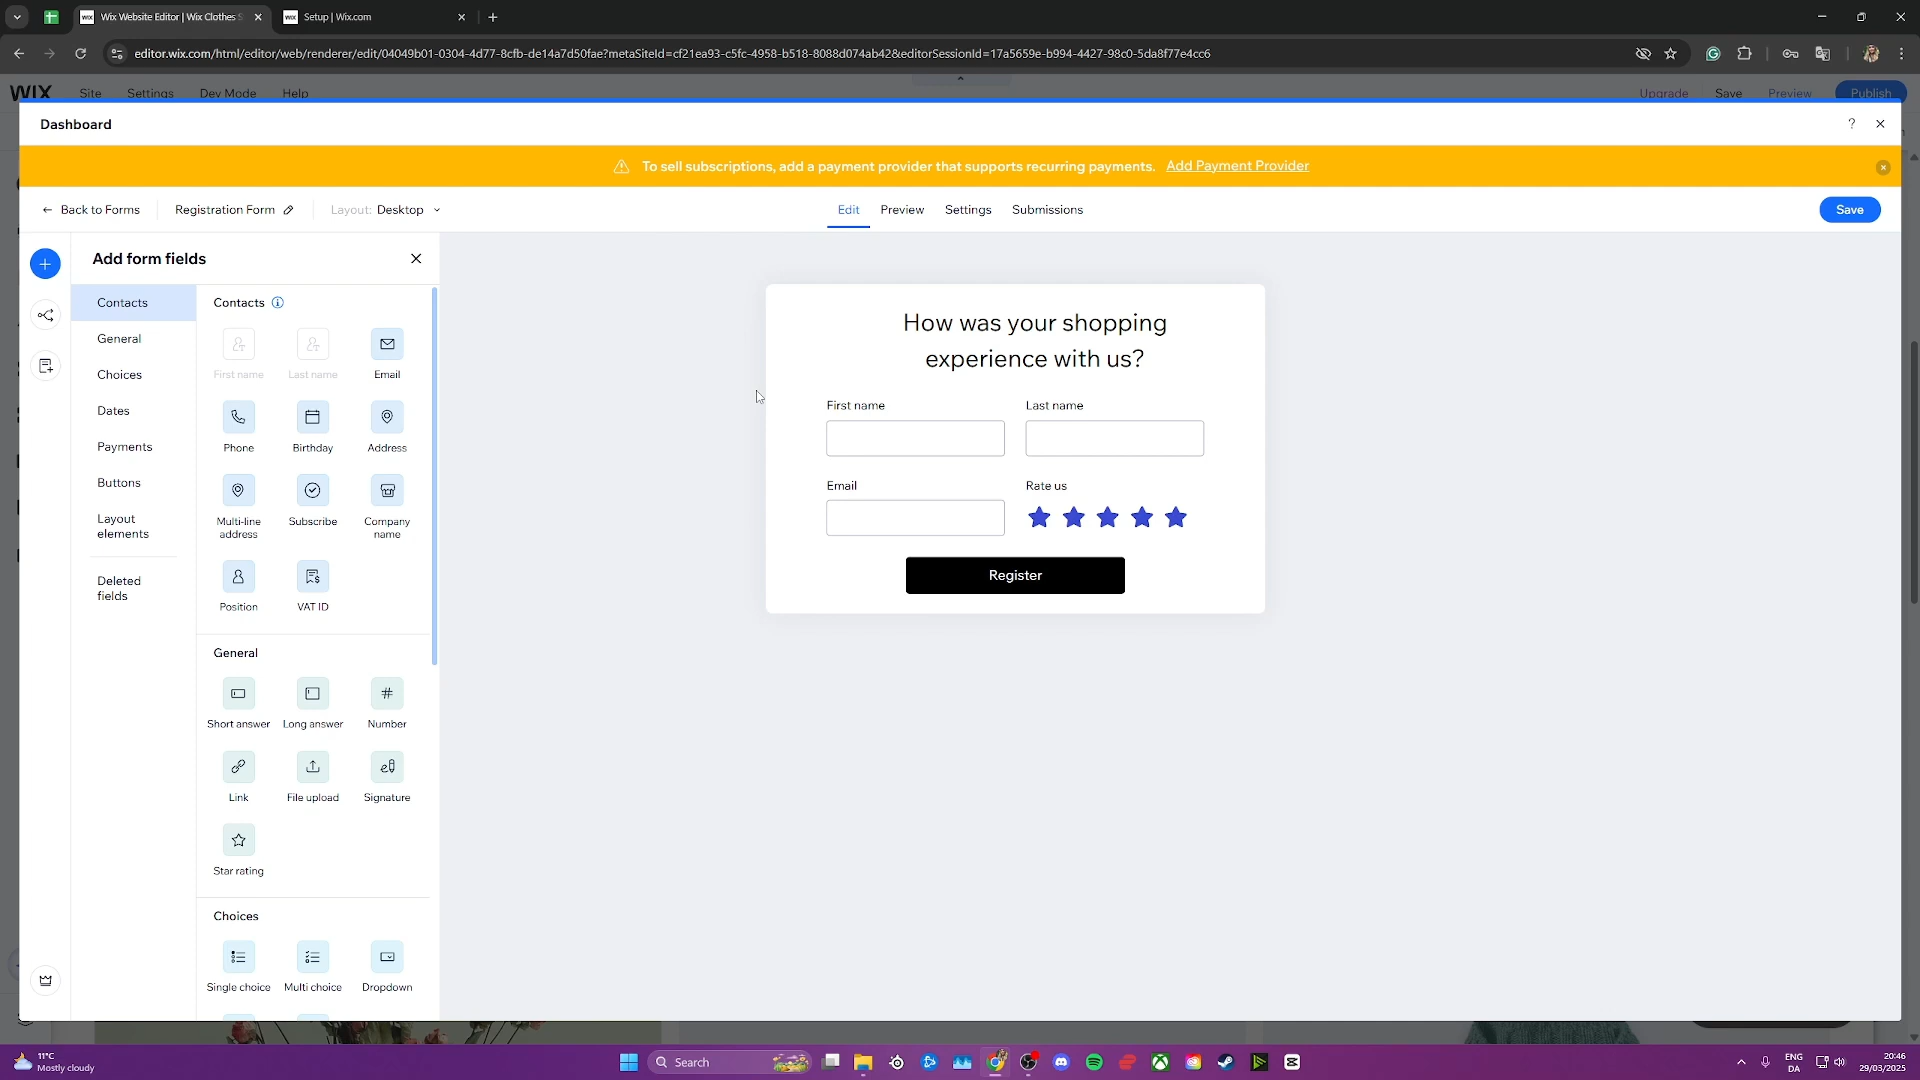 Wix Website Editor | Wix Clothes S
Setup | Wix.com
editor.wix.com/html/editor/web/renderer/edit/04049b01-0304-4d77-8cfb-de14a7d50fae?metaSiteId=cf21ea93-c5fc-4958-b518-8088d074ab42&editorSessionId=17a5659e-b994-4427-98c0-5da8f77e4cc6
WIX Site Settings Dev Mode Help Upgrade Save Preview Publish
Dashboard
To sell subscriptions, add a payment provider that supports recurring payments. Add Payment Provider
Back to Forms Registration Form Layout: Desktop Edit Preview Settings Submissions Save
Add form fields
Contacts
General
Choices
Dates
Payments
Buttons
Layout
elements
Deleted
fields
Contacts
First name Last name Email
Phone Birthday Address
Multi-line
address
Subscribe
Company
name
Position VAT ID
General
Short answer Long answer Number
Link File upload Signature
Star rating
Choices
Single choice Multi choice Dropdown
How was your shopping
experience with us?
First name Last name
Email Rate us
Register
11°C
Mostly cloudy
Search
ENG
DA
20:46
29/03/2025